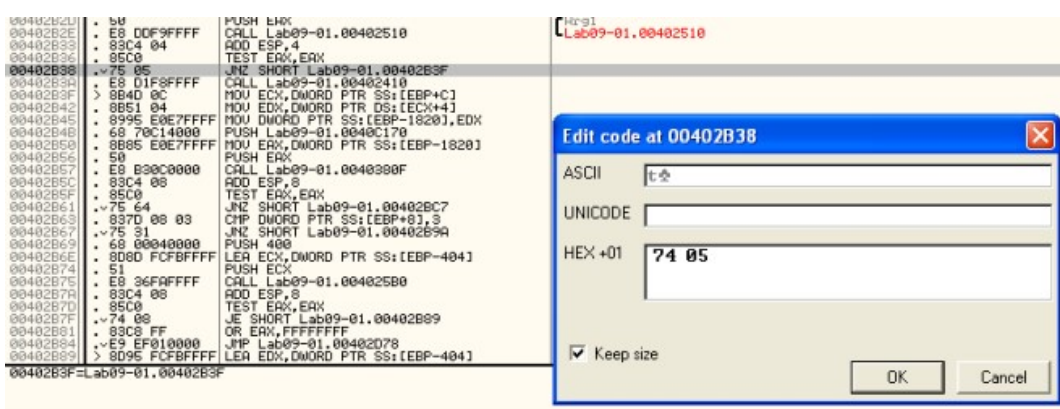 00402B2D . 50 PUSH EAX Arg1
00402B2E . E8 DDF9FFFF CALL Lab09-01.00402510 Lab09-01.00402510
00402B33 . 83C4 04 ADD ESP,4
00402B36 . 85C0 TEST EAX,EAX
00402B38 .v75 05 JNZ SHORT Lab09-01.00402B3F
00402B3A . E8 D1F8FFFF CALL Lab09-01.00402410
00402B3F > 8B4D 0C MOV ECX,DWORD PTR SS:[EBP+C]
00402B42 . 8B51 04 MOV EDX,DWORD PTR DS:[ECX+4]
00402B45 . 8995 E0E7FFFF MOV DWORD PTR SS:[EBP-1820],EDX
00402B4B . 68 70C14000 PUSH Lab09-01.0040C170
00402B50 . 8B85 E0E7FFFF MOV EAX,DWORD PTR SS:[EBP-1820]
00402B56 . 50 PUSH EAX
00402B57 . E8 B30C0000 CALL Lab09-01.0040380F
00402B5C . 83C4 08 ADD ESP,8
00402B5F . 85C0 TEST EAX,EAX
00402B61 .v75 64 JNZ SHORT Lab09-01.00402BC7
00402B63 . 837D 08 03 CMP DWORD PTR SS:[EBP+8],3
00402B67 .v75 31 JNZ SHORT Lab09-01.00402B9A
00402B69 . 68 00040000 PUSH 400
00402B6E . 8D8D FCFBFFFF LEA ECX,DWORD PTR SS:[EBP-404]
00402B74 . 51 PUSH ECX
00402B75 . E8 36FAFFFF CALL Lab09-01.004025B0
00402B7A . 83C4 08 ADD ESP,8
00402B7D . 85C0 TEST EAX,EAX
00402B7F .v74 08 JE SHORT Lab09-01.00402B89
00402B81 . 83C8 FF OR EAX,FFFFFFFF
00402B84 .vE9 EF010000 JMP Lab09-01.00402D78
00402B89 > 8D95 FCFBFFFF LEA EDX,DWORD PTR SS:[EBP-404]
00402B3F=Lab09-01.00402B3F
Edit code at 00402B38
ASCII t♣
UNICODE
HEX +01 74 05
Keep size
OK Cancel